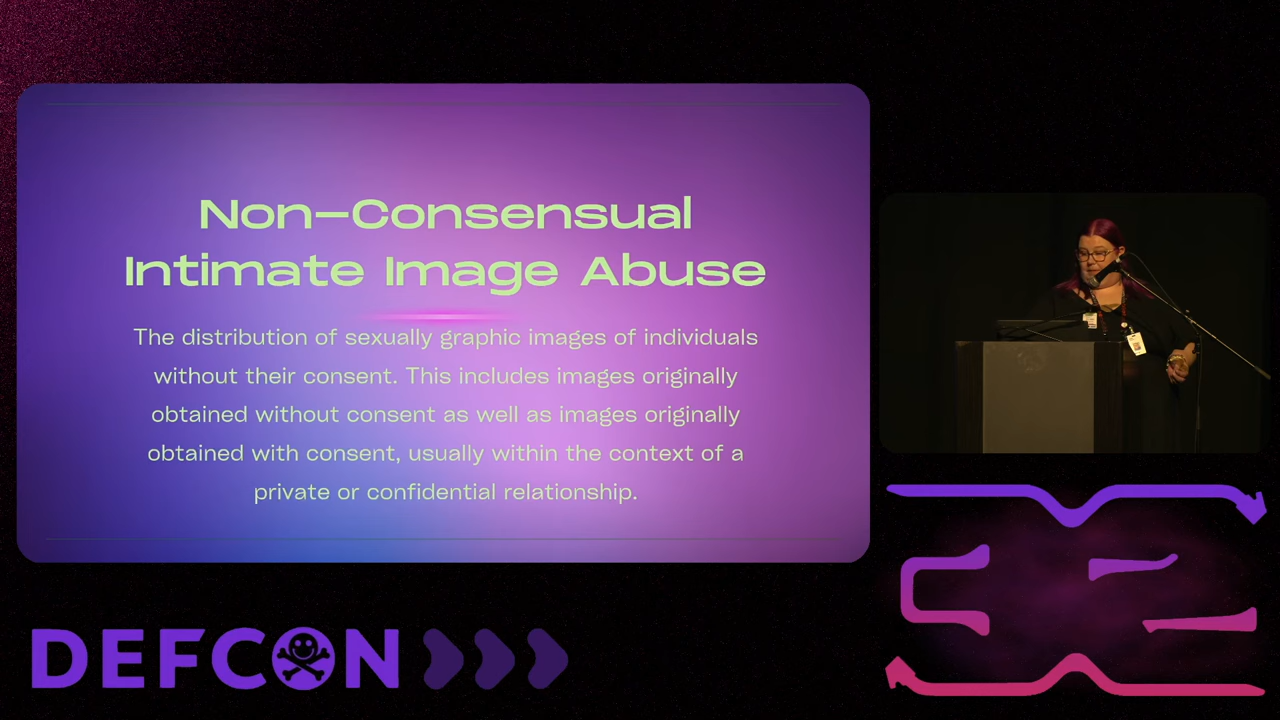 Non-Consensual
Intimate Image Abuse
The distribution of sexually graphic images of individuals
without their consent. This includes images originally
obtained without consent as well as images originally
obtained with consent, usually within the context of a
private or confidential relationship.
DEFCON